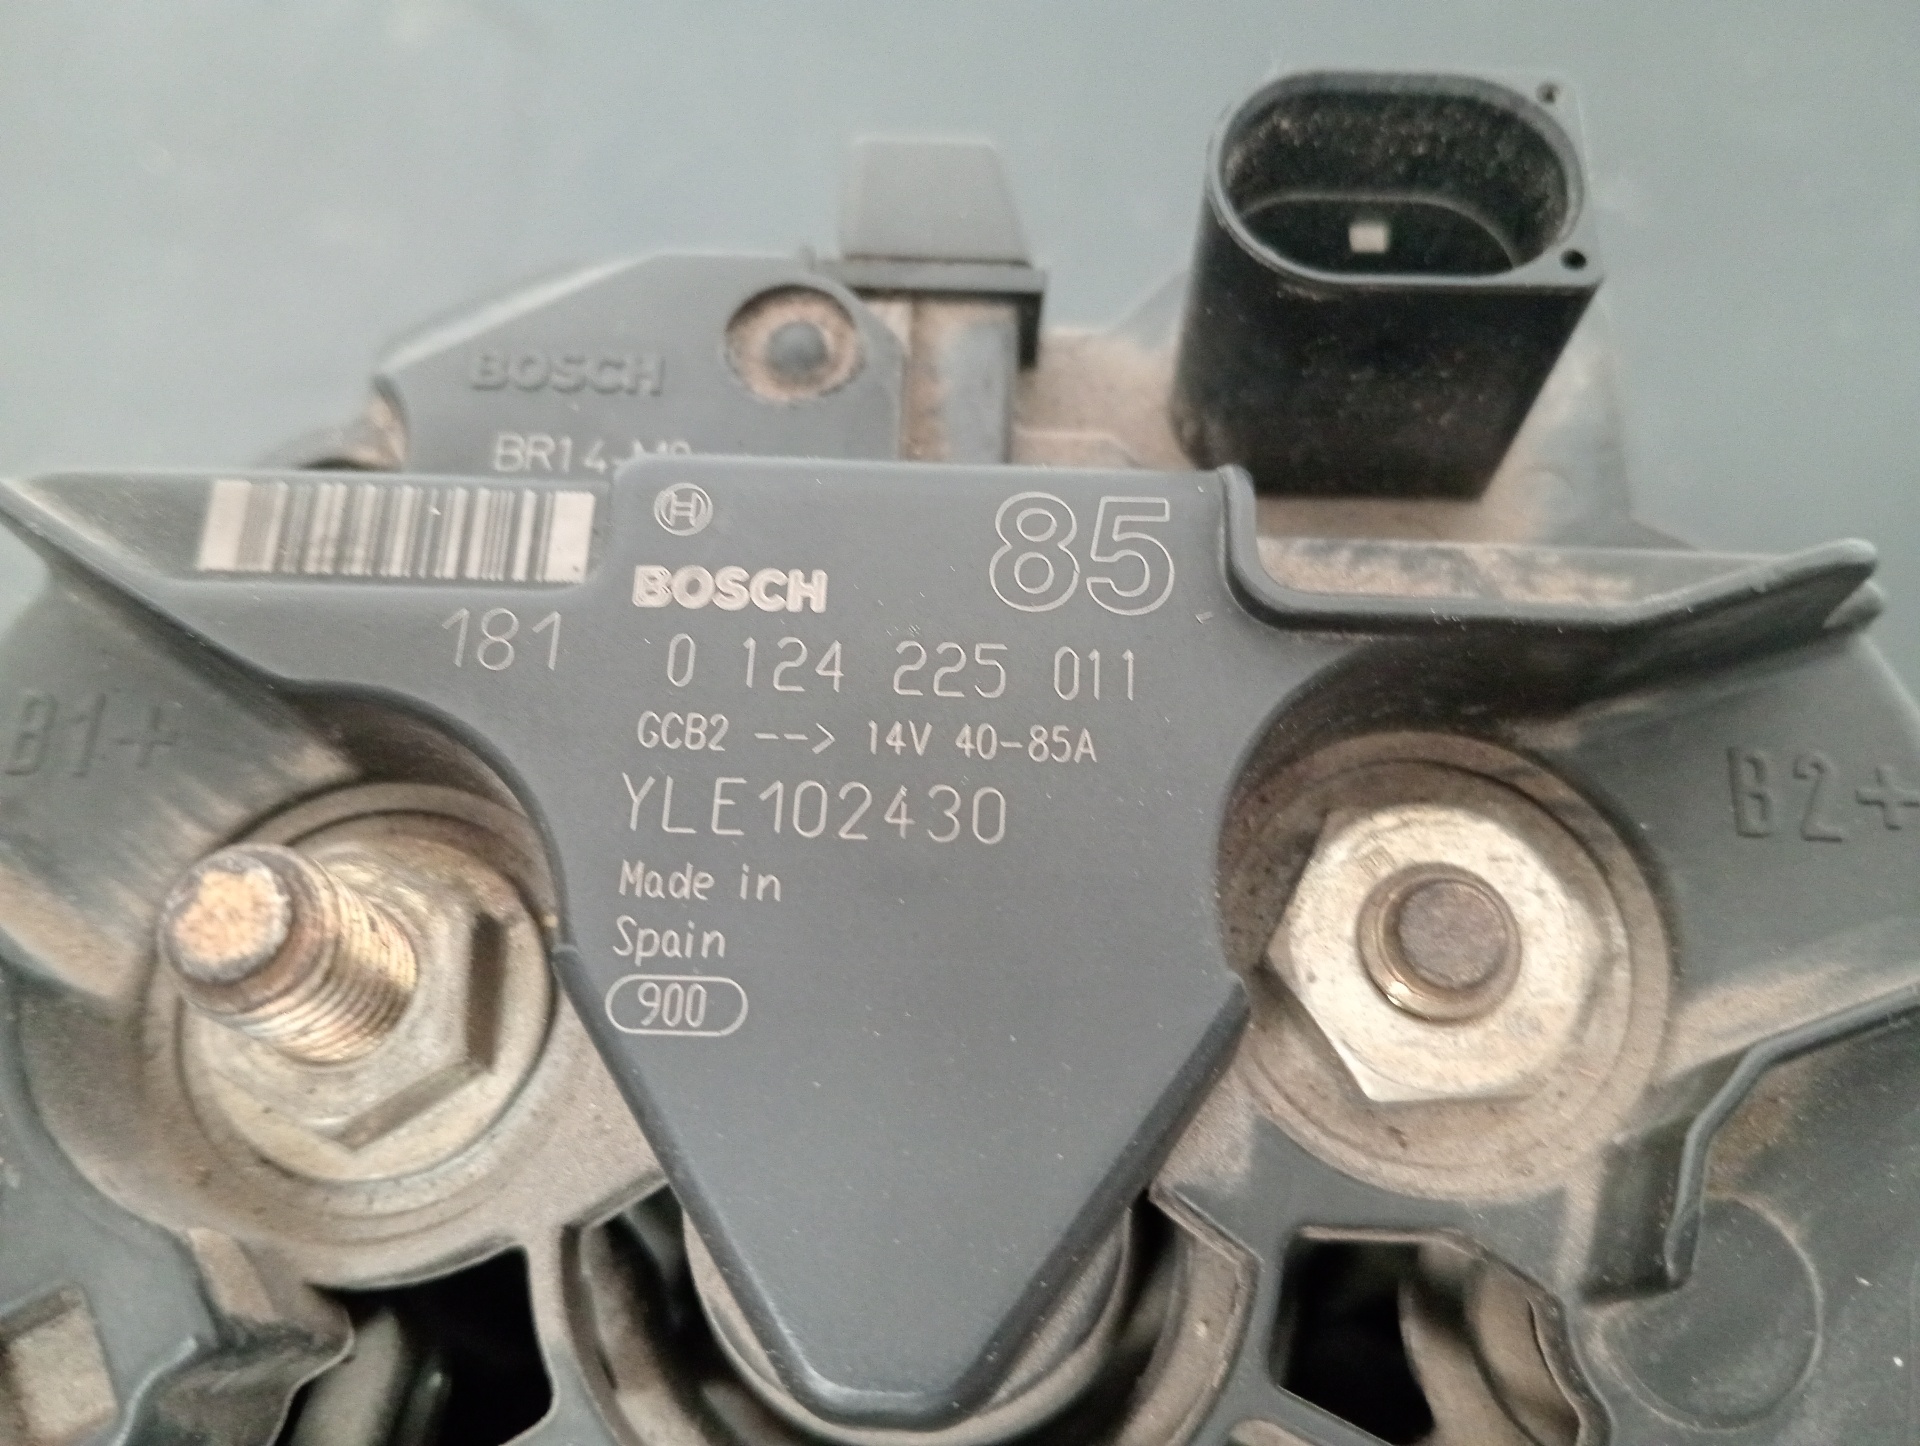 BOSCH
BR14-M2
BOSCH
85
181
0 124 225 011
GCB2 --> 14V 40-85A
YLE102430
Made in
Spain
900
B1+
B2+